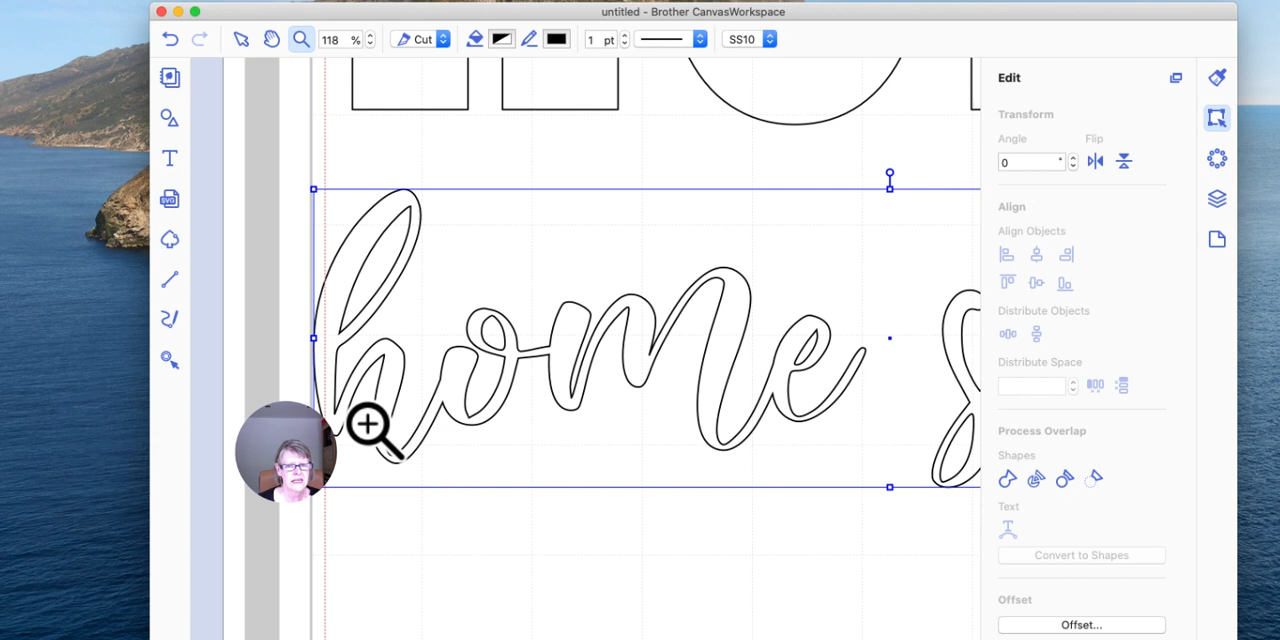 untitled - Brother CanvasWorkspace
118 % Cut 1 pt SS10
Edit
Transform
Angle Flip
0 °
Align
Align Objects
Distribute Objects
Distribute Space
Process Overlap
Shapes
Text
Convert to Shapes
Offset
Offset...
T
SVG
home